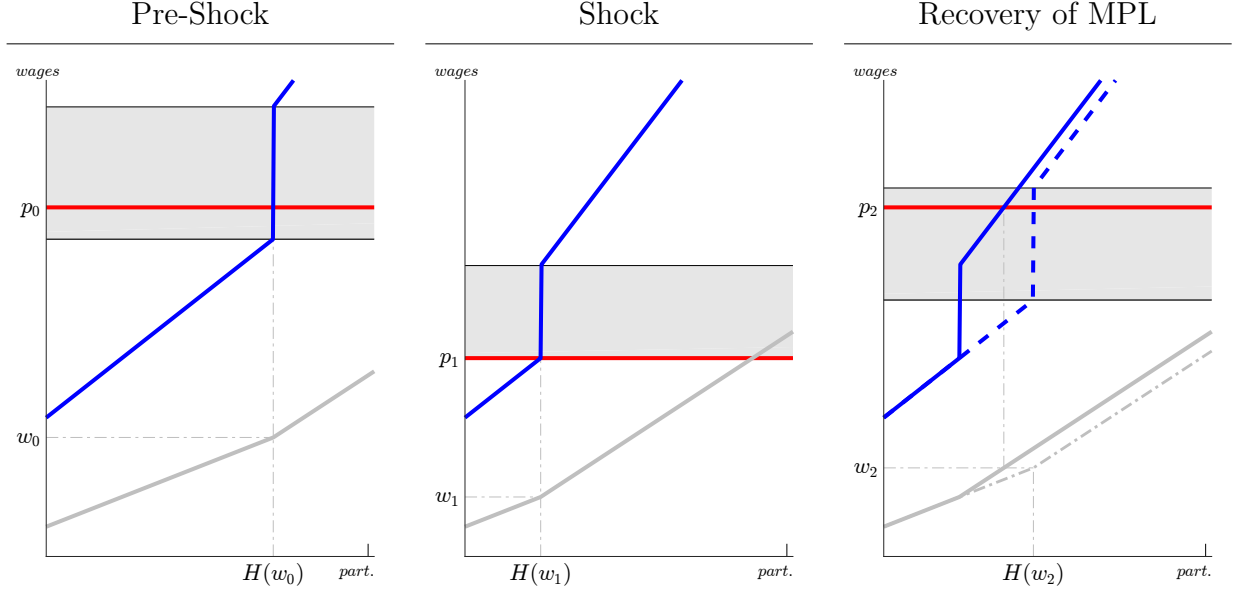 Pre-Shock
wages
p₀
w₀
H(w₀)
part.
Shock
wages
p₁
w₁
H(w₁)
part.
Recovery of MPL
wages
p₂
w₂
H(w₂)
part.